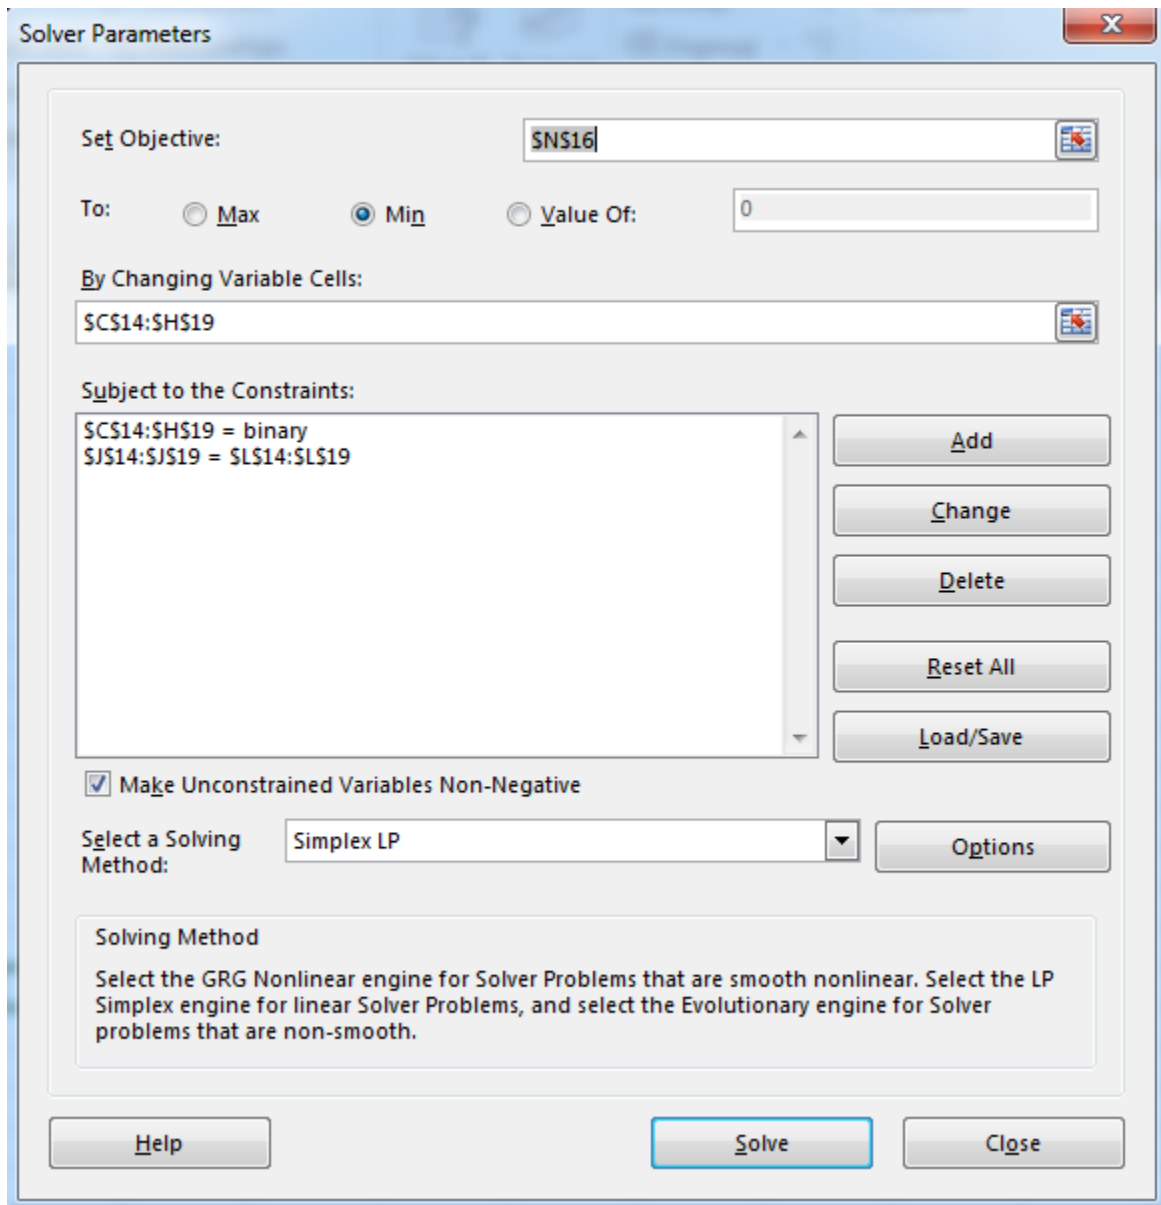 Solver Parameters
Set Objective:
$N$16
To:
Max
Min
Value Of:
0
By Changing Variable Cells:
$C$14:$H$19
Subject to the Constraints:
$C$14:$H$19 = binary
$J$14:$J$19 = $L$14:$L$19
Add
Change
Delete
Reset All
Load/Save
Make Unconstrained Variables Non-Negative
Select a Solving
Method:
Simplex LP
Options
Solving Method
Select the GRG Nonlinear engine for Solver Problems that are smooth nonlinear. Select the LP
Simplex engine for linear Solver Problems, and select the Evolutionary engine for Solver
problems that are non-smooth.
Help
Solve
Close